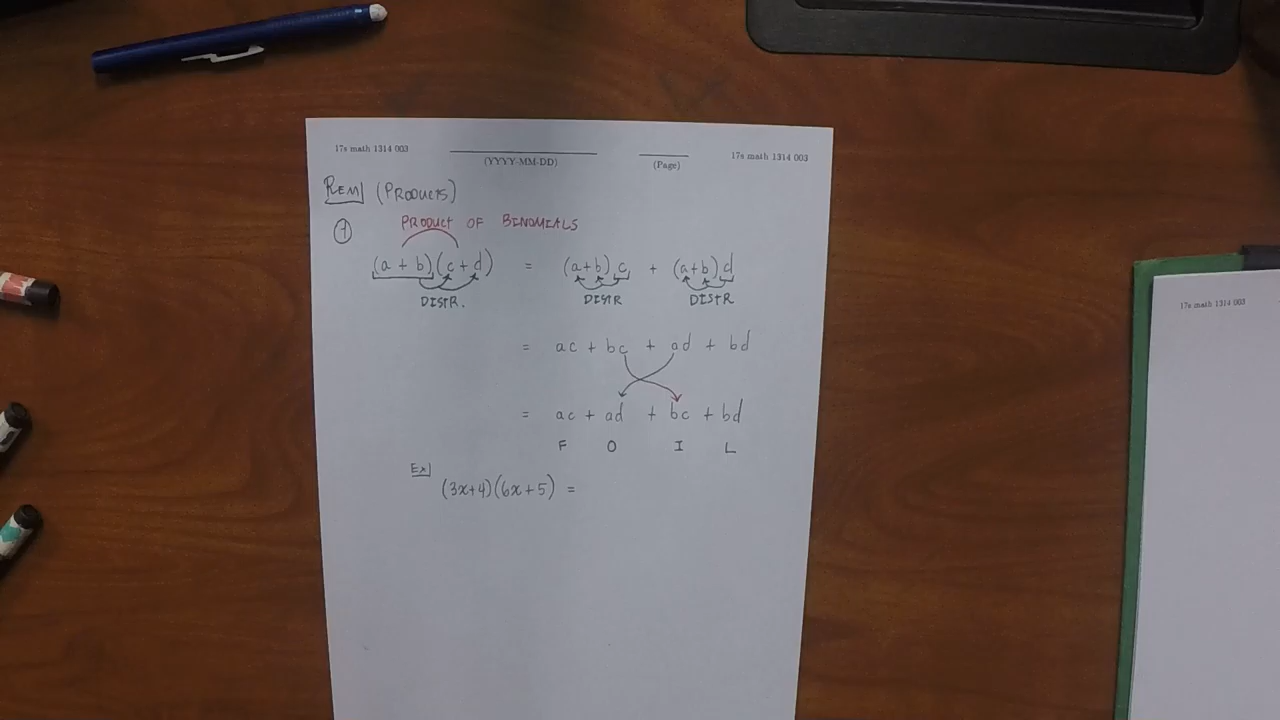 17s math 1314 003 (YYYY-MM-DD) (Page) 17s math 1314 003
REM (PRODUCTS)
1 PRODUCT OF BINOMIALS
(a + b)(c + d) = (a+b)c + (a+b)d
DISTR. DISTR DISTR
= ac + bc + ad + bd
= ac + ad + bc + bd
F O I L
Ex
(3x+4)(6x+5) =
17s math 1314 003